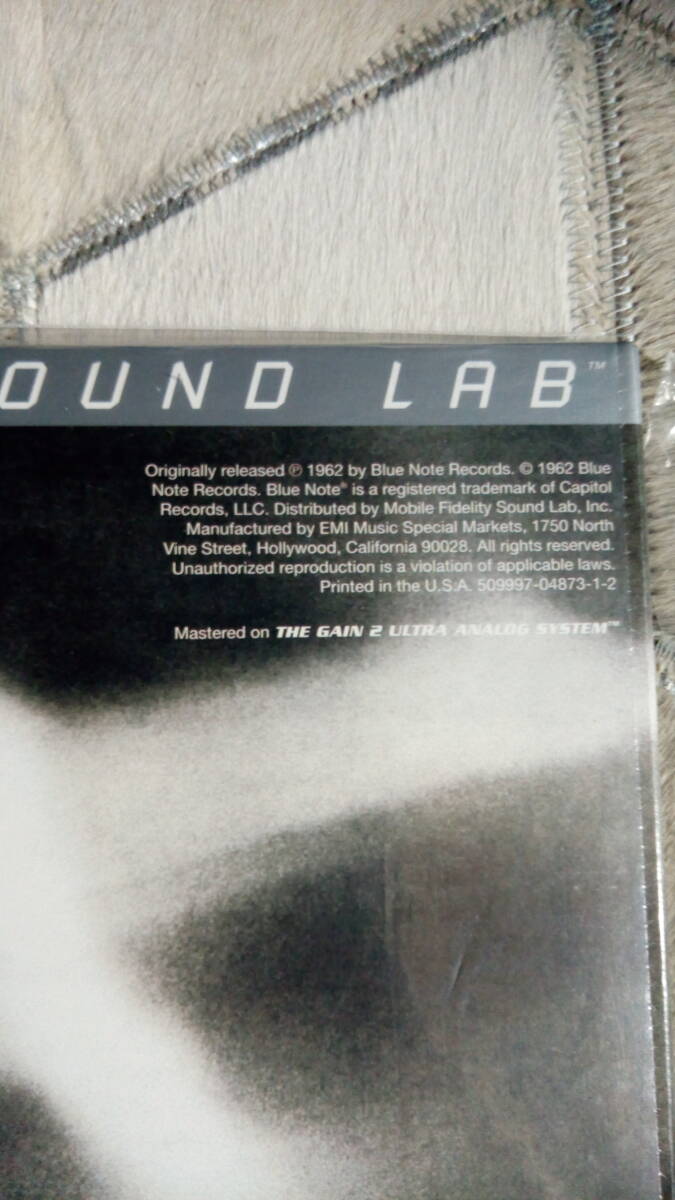 OUND LAB™
Originally released ℗ 1962 by Blue Note Records. © 1962 Blue
Note Records. Blue Note® is a registered trademark of Capitol
Records, LLC. Distributed by Mobile Fidelity Sound Lab, Inc.
Manufactured by EMI Music Special Markets, 1750 North
Vine Street, Hollywood, California 90028. All rights reserved.
Unauthorized reproduction is a violation of applicable laws.
Printed in the U.S.A. 509997-04873-1-2
Mastered on THE GAIN 2 ULTRA ANALOG SYSTEM™